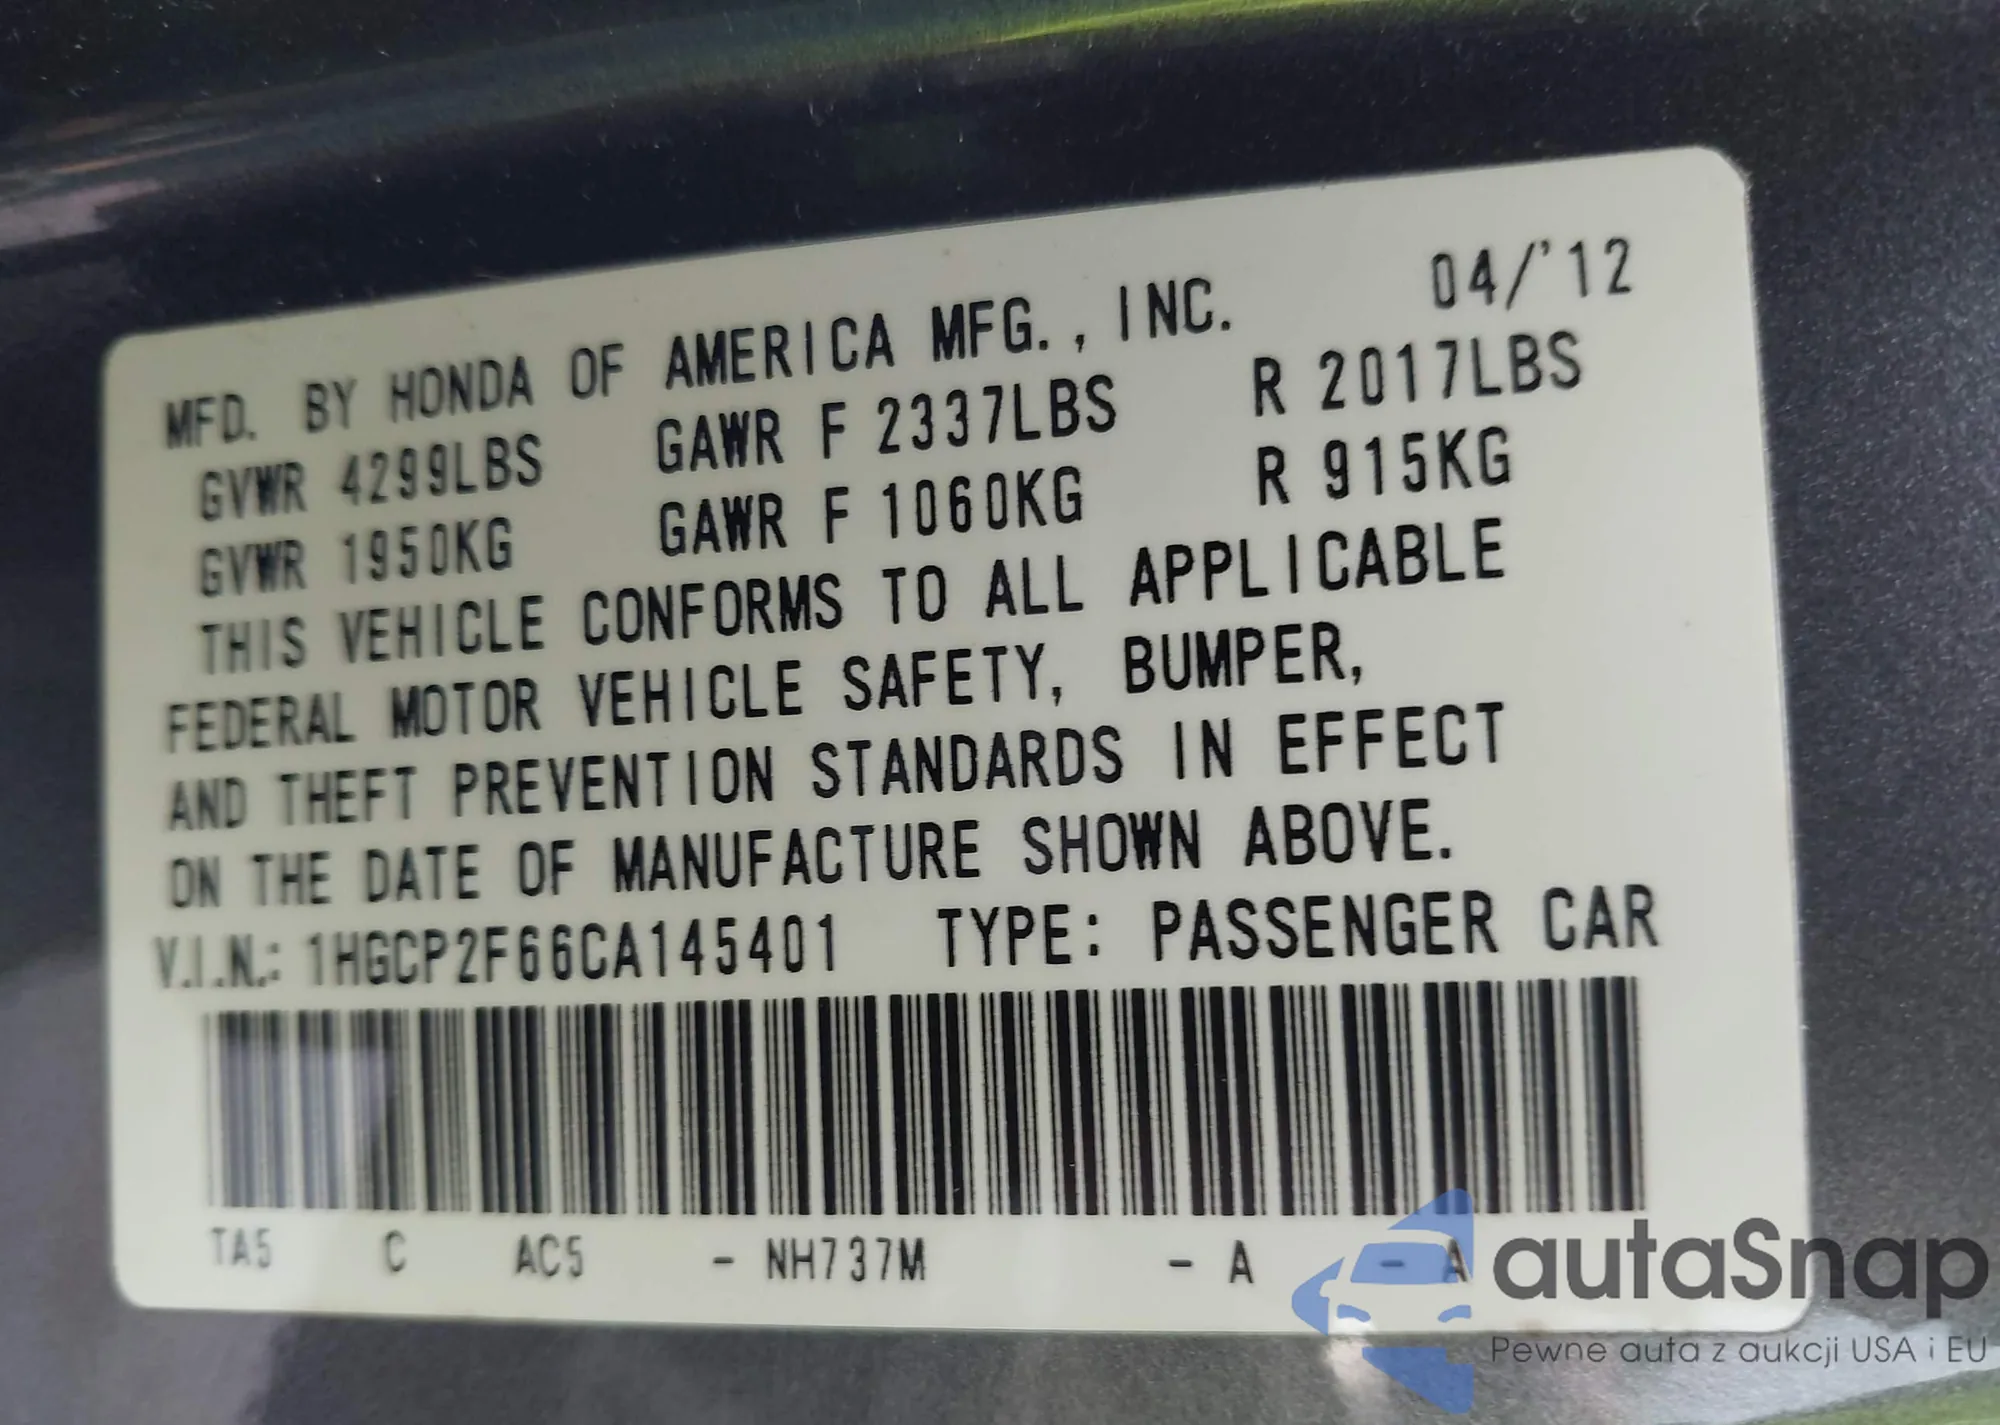 04/'12
MFD. BY HONDA OF AMERICA MFG., INC.
GVWR 4299LBS GAWR F 2337LBS R 2017LBS
GVWR 1950KG GAWR F 1060KG R 915KG
THIS VEHICLE CONFORMS TO ALL APPLICABLE
FEDERAL MOTOR VEHICLE SAFETY, BUMPER,
AND THEFT PREVENTION STANDARDS IN EFFECT
ON THE DATE OF MANUFACTURE SHOWN ABOVE.
V.I.N.: 1HGCP2F66CA145401 TYPE: PASSENGER CAR
TA5 C AC5 - NH737M - A - A
autaSnap
Pewne auta z aukcji USA i EU